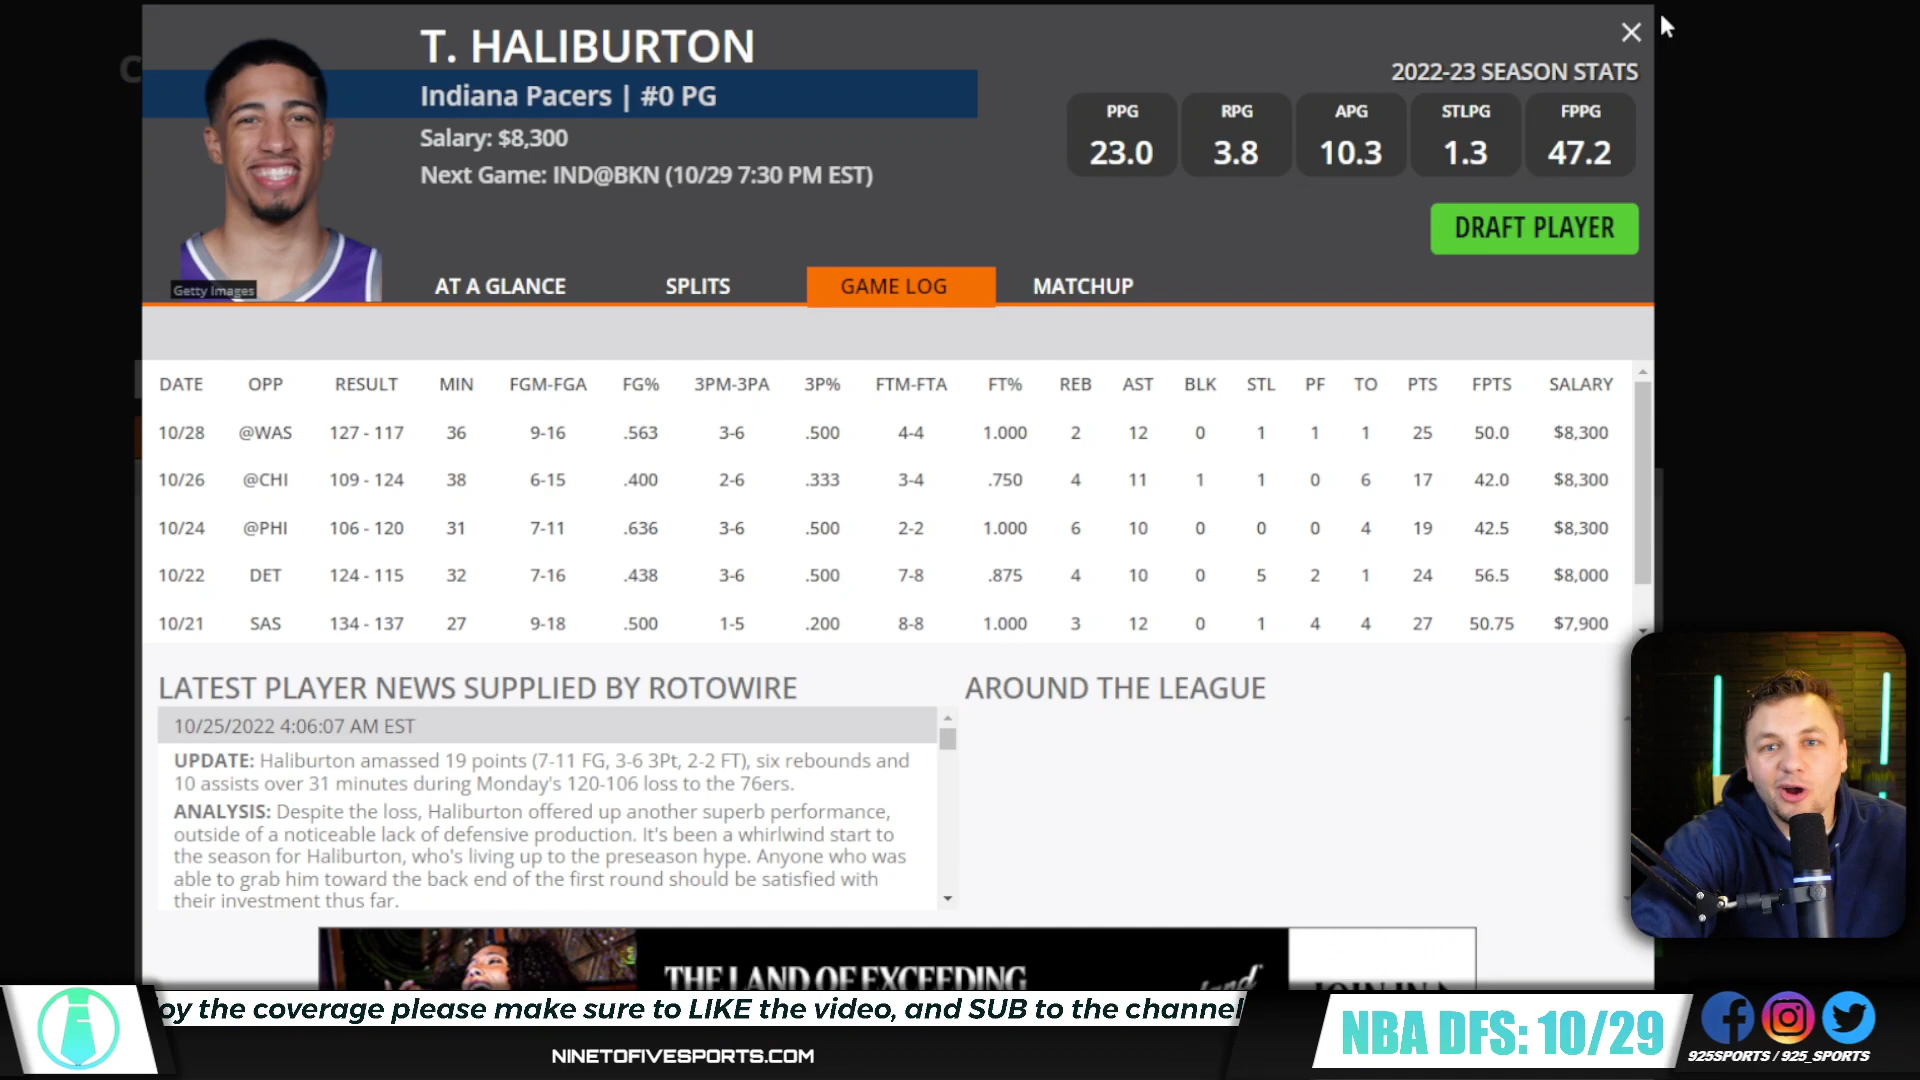 T. HALIBURTON
Indiana Pacers | #0 PG
Salary: $8,300
Next Game: IND@BKN (10/29 7:30 PM EST)
2022-23 SEASON STATS
PPG RPG APG STLPG FPPG
23.0 3.8 10.3 1.3 47.2
DRAFT PLAYER
Getty Images
AT A GLANCE SPLITS GAME LOG MATCHUP
DATE OPP RESULT MIN FGM-FGA FG% 3PM-3PA 3P% FTM-FTA FT% REB AST BLK STL PF TO PTS FPTS SALARY
10/28 @WAS 127 - 117 36 9-16 .563 3-6 .500 4-4 1.000 2 12 0 1 1 1 25 50.0 $8,300
10/26 @CHI 109 - 124 38 6-15 .400 2-6 .333 3-4 .750 4 11 1 1 0 6 17 42.0 $8,300
10/24 @PHI 106 - 120 31 7-11 .636 3-6 .500 2-2 1.000 6 10 0 0 0 4 19 42.5 $8,300
10/22 DET 124 - 115 32 7-16 .438 3-6 .500 7-8 .875 4 10 0 5 2 1 24 56.5 $8,000
10/21 SAS 134 - 137 27 9-18 .500 1-5 .200 8-8 1.000 3 12 0 1 4 4 27 50.75 $7,900
LATEST PLAYER NEWS SUPPLIED BY ROTOWIRE
AROUND THE LEAGUE
10/25/2022 4:06:07 AM EST
UPDATE: Haliburton amassed 19 points (7-11 FG, 3-6 3Pt, 2-2 FT), six rebounds and
10 assists over 31 minutes during Monday's 120-106 loss to the 76ers.
ANALYSIS: Despite the loss, Haliburton offered up another superb performance,
outside of a noticeable lack of defensive production. It's been a whirlwind start to
the season for Haliburton, who's living up to the preseason hype. Anyone who was
able to grab him toward the back end of the first round should be satisfied with
their investment thus far.
THE LAND OF EXCEEDING
oy the coverage please make sure to LIKE the video, and SUB to the channel
NINETOFIVESPORTS.COM
NBA DFS: 10/29
925SPORTS / 925_SPORTS